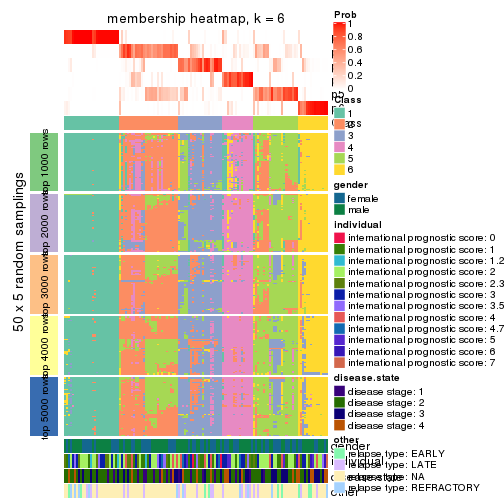 membership heatmap, k = 6
50 x 5 random samplings
top 1000 rows
top 2000 rows
top 3000 rows
top 4000 rows
top 5000 rows
Prob
1
0.8
0.6
0.4
0.2
0
Class
1
2
3
4
5
6
gender
female
male
individual
international prognostic score: 0
international prognostic score: 1
international prognostic score: 1.2
international prognostic score: 2
international prognostic score: 2.3
international prognostic score: 3
international prognostic score: 3.5
international prognostic score: 4
international prognostic score: 4.7
international prognostic score: 5
international prognostic score: 6
international prognostic score: 7
disease.state
disease stage: 1
disease stage: 2
disease stage: 3
disease stage: 4
other
relapse type: EARLY
relapse type: LATE
relapse type: NA
relapse type: REFRACTORY
gender
individual
disease.state
other